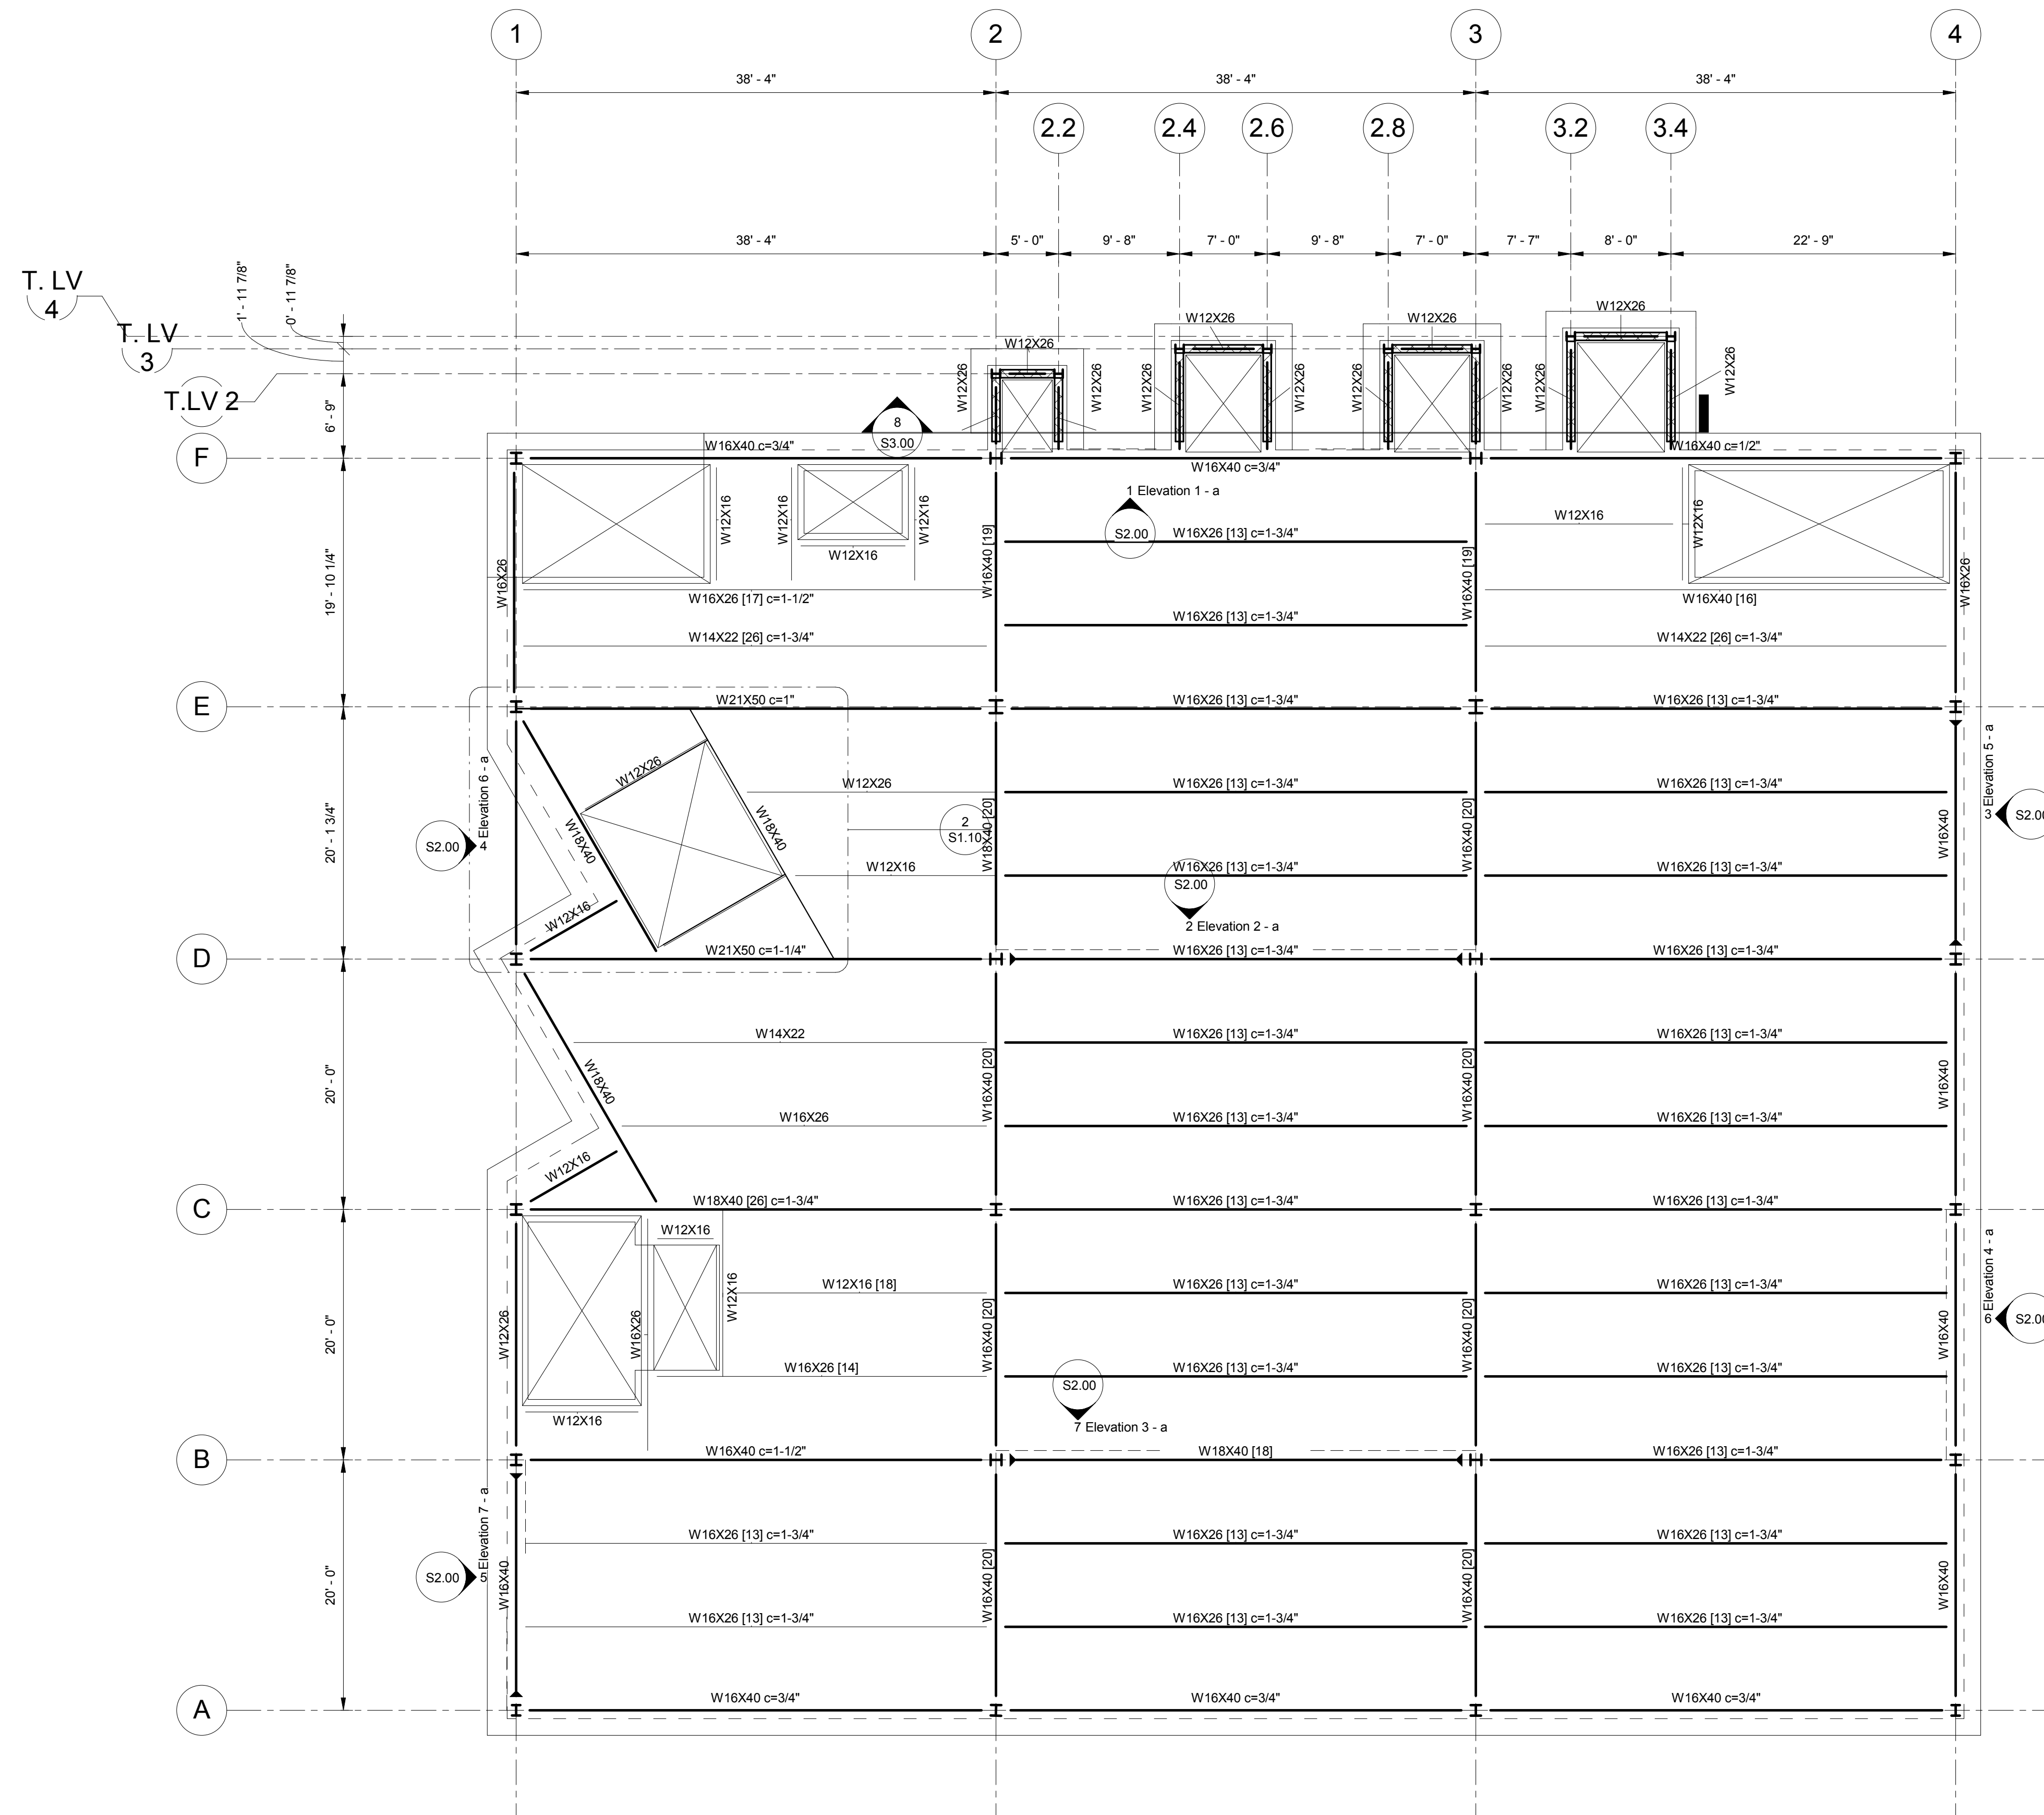 1
2
3
4
38' - 4"
38' - 4"
38' - 4"
2.2
2.4
2.6
2.8
3.2
3.4
38' - 4"
5' - 0"
9' - 8"
7' - 0"
9' - 8"
7' - 0"
7' - 7"
8' - 0"
22' - 9"
T. LV
4
T. LV
3
T.LV 2
1' - 11 7/8"
0' - 11 7/8"
6' - 9"
W12X26
W12X26
W12X26
W12X26
W12X26
W12X26
W12X26
W12X26
W12X26
W12X26
W12X26
W12X26
8
S3.00
F
W16X40 c=3/4"
W16X40 c=3/4"
W16X40 c=1/2"
1 Elevation 1 - a
S2.00
19' - 10 1/4"
W16X26
W12X16
W12X16
W12X16
W12X16
W16X40 [19]
W16X26 [13] c=1-3/4"
W16X40 [19]
W12X16
W12X16
W16X26
W16X26 [17] c=1-1/2"
W16X26 [13] c=1-3/4"
W16X40 [16]
W14X22 [26] c=1-3/4"
W14X22 [26] c=1-3/4"
E
W21X50 c=1"
W16X26 [13] c=1-3/4"
W16X26 [13] c=1-3/4"
20' - 1 3/4"
S2.00
4 Elevation 6 - a
W12X26
W18X40
W18X40
W12X26
W12X16
2
S1.10
W18X40 [20]
W16X26 [13] c=1-3/4"
W16X26 [13] c=1-3/4"
W16X40 [20]
W16X26 [13] c=1-3/4"
W16X26 [13] c=1-3/4"
W16X40
3 Elevation 5 - a
S2.00
S2.00
2 Elevation 2 - a
W12X16
D
W21X50 c=1-1/4"
W16X26 [13] c=1-3/4"
W16X26 [13] c=1-3/4"
20' - 0"
W14X22
W18X40
W16X26
W12X16
W16X40 [20]
W16X26 [13] c=1-3/4"
W16X26 [13] c=1-3/4"
W16X40 [20]
W16X26 [13] c=1-3/4"
W16X26 [13] c=1-3/4"
W16X40
C
W18X40 [26] c=1-3/4"
W16X26 [13] c=1-3/4"
W16X26 [13] c=1-3/4"
20' - 0"
W12X26
W12X16
W16X26
W12X16
W12X16 [18]
W16X26 [14]
W12X16
W16X40 [20]
W16X26 [13] c=1-3/4"
W16X26 [13] c=1-3/4"
W16X40 [20]
W16X26 [13] c=1-3/4"
W16X26 [13] c=1-3/4"
W16X40
6 Elevation 4 - a
S2.00
S2.00
7 Elevation 3 - a
B
W16X40 c=1-1/2"
W18X40 [18]
W16X26 [13] c=1-3/4"
20' - 0"
S2.00
5 Elevation 7 - a
W16X40
W16X26 [13] c=1-3/4"
W16X26 [13] c=1-3/4"
W16X40 [20]
W16X26 [13] c=1-3/4"
W16X26 [13] c=1-3/4"
W16X40 [20]
W16X26 [13] c=1-3/4"
W16X26 [13] c=1-3/4"
W16X40
A
W16X40 c=3/4"
W16X40 c=3/4"
W16X40 c=3/4"